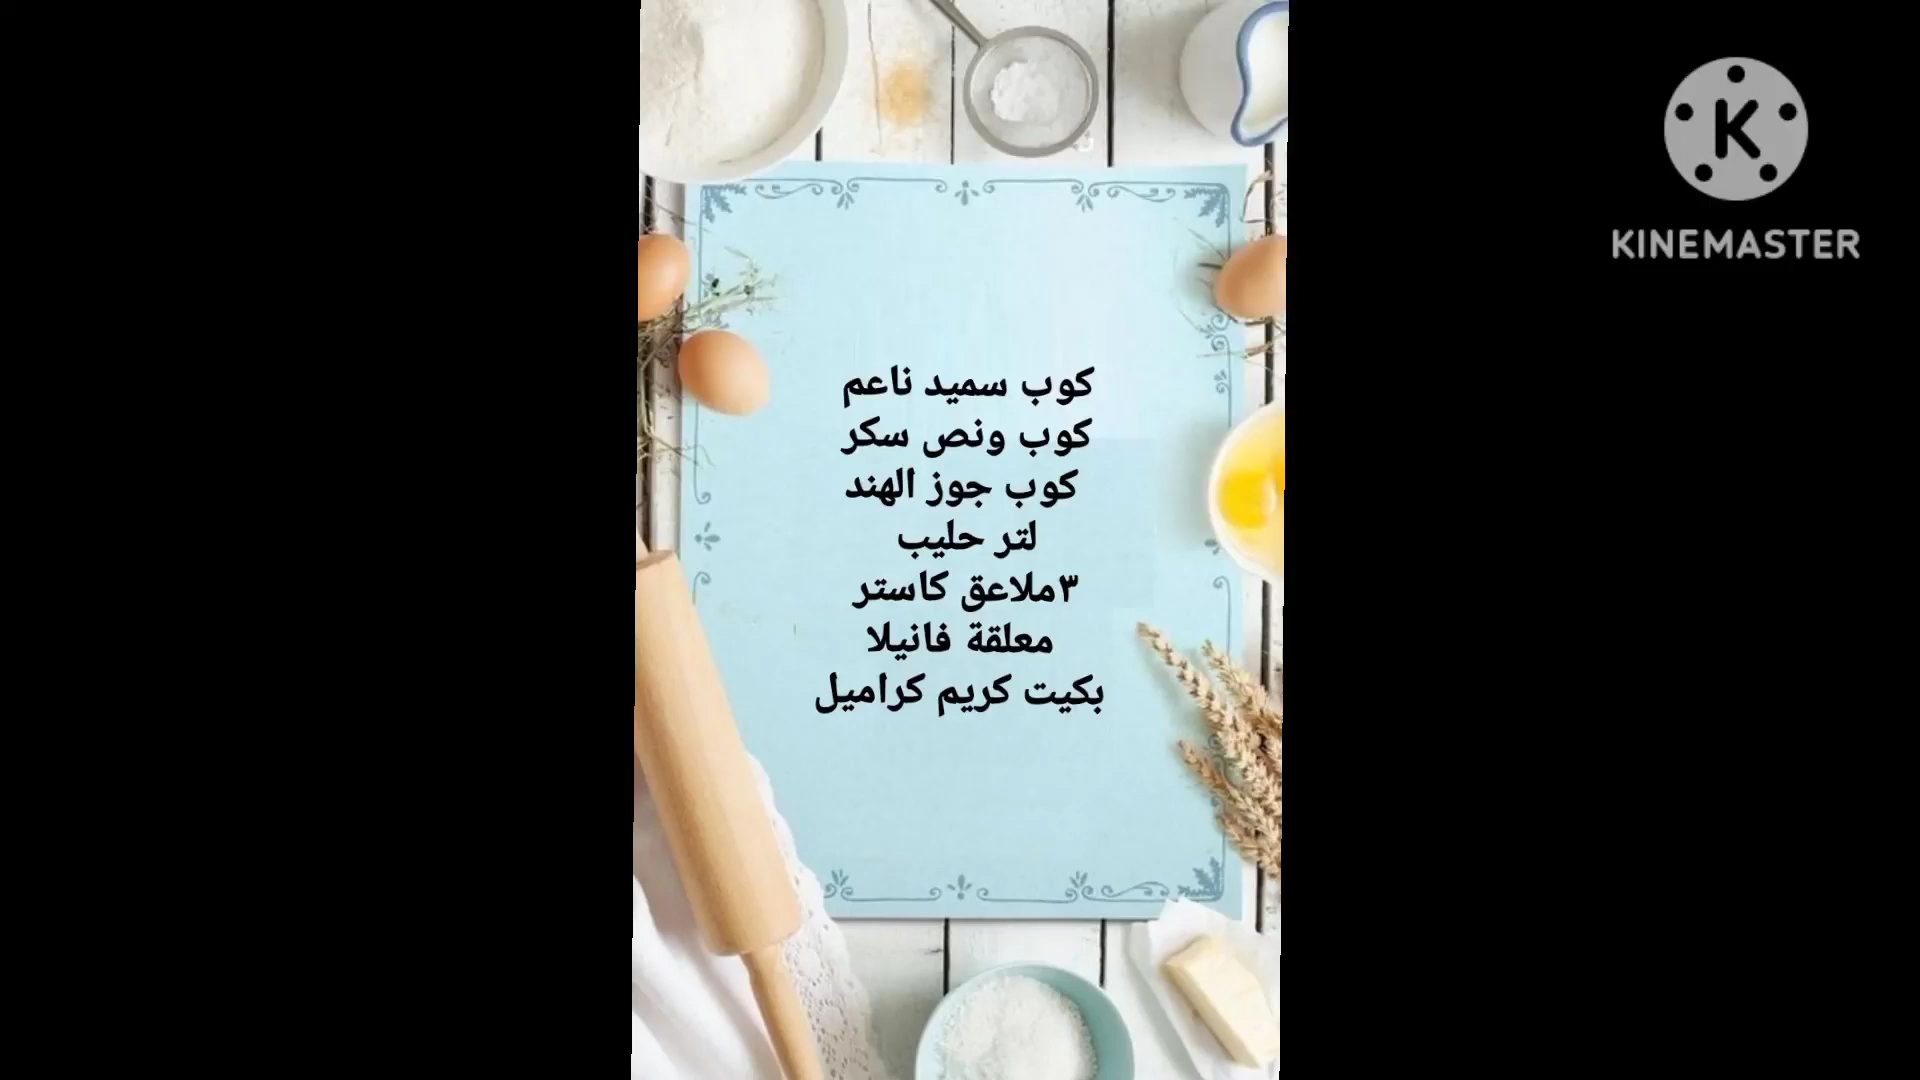 كوب سميد ناعم
كوب ونص سكر
كوب جوز الهند
لتر حليب
٣ملاعق كاستر
معلقة فانيلا
بكيت كريم كراميل
K
KINEMASTER